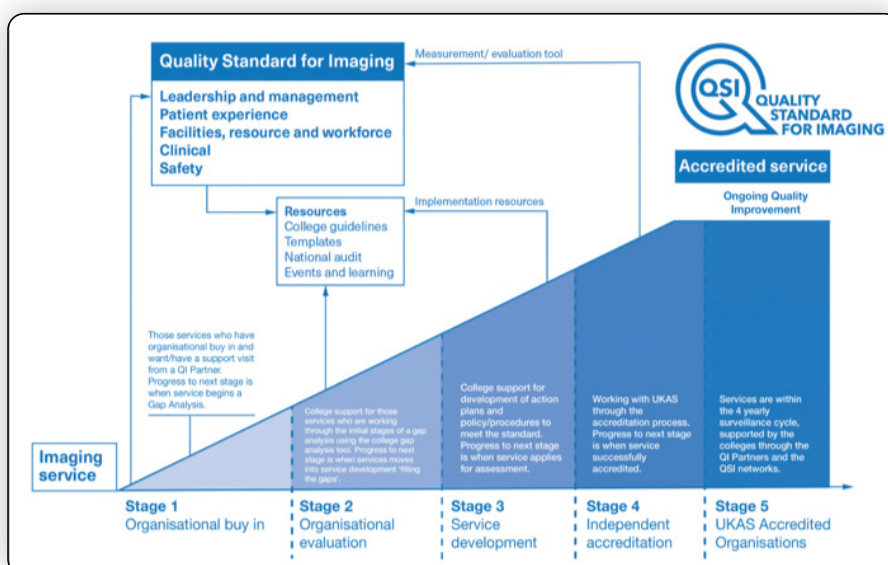 Quality Standard for Imaging
Leadership and management
Patient experience
Facilities, resource and workforce
Clinical
Safety
Measurement/ evaluation tool
QSI
QUALITY
STANDARD
FOR IMAGING
Accredited service
Ongoing Quality
Improvement
Resources
College guidelines
Templates
National audit
Events and learning
Implementation resources
Those services who have
organisational buy in and
want/have a support visit
from a QI Partner.
Progress to next stage is
when service begins a
Gap Analysis.
College support for those
services who are working
through the initial stages of a gap
analysis using the college gap
analysis tool. Progress to next
stage is when services moves
into service development 'filling
the gaps'.
College support for
development of action
plans and
policy/procedures to
meet the standard.
Progress to next stage
is when service applies
for assessment.
Working with UKAS
through the
accreditation process.
Progress to next stage
is when service
successfully
accredited.
Services are within
the 4 yearly
surveillance cycle,
supported by the
colleges through the
QI Partners and the
QSI networks.
Imaging
service
Stage 1
Organisational buy in
Stage 2
Organisational
evaluation
Stage 3
Service
development
Stage 4
Independent
accreditation
Stage 5
UKAS Accredited
Organisations